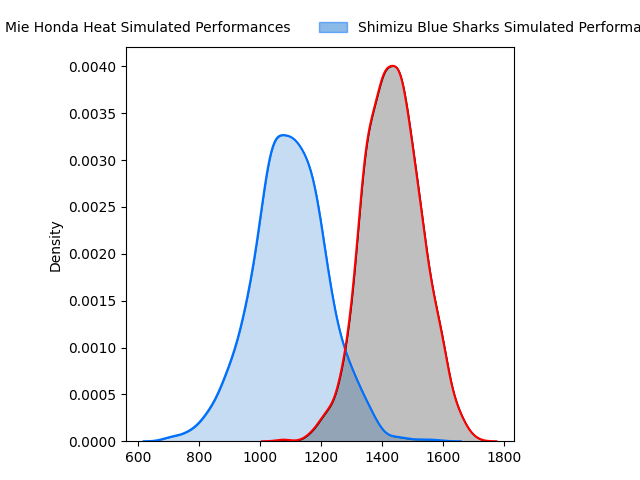 Mie Honda Heat Simulated Performances
Shimizu Blue Sharks Simulated Performa
0.0040
0.0035
0.0030
0.0025
0.0020
0.0015
0.0010
0.0005
0.0000
Density
600 800 1000 1200 1400 1600 1800